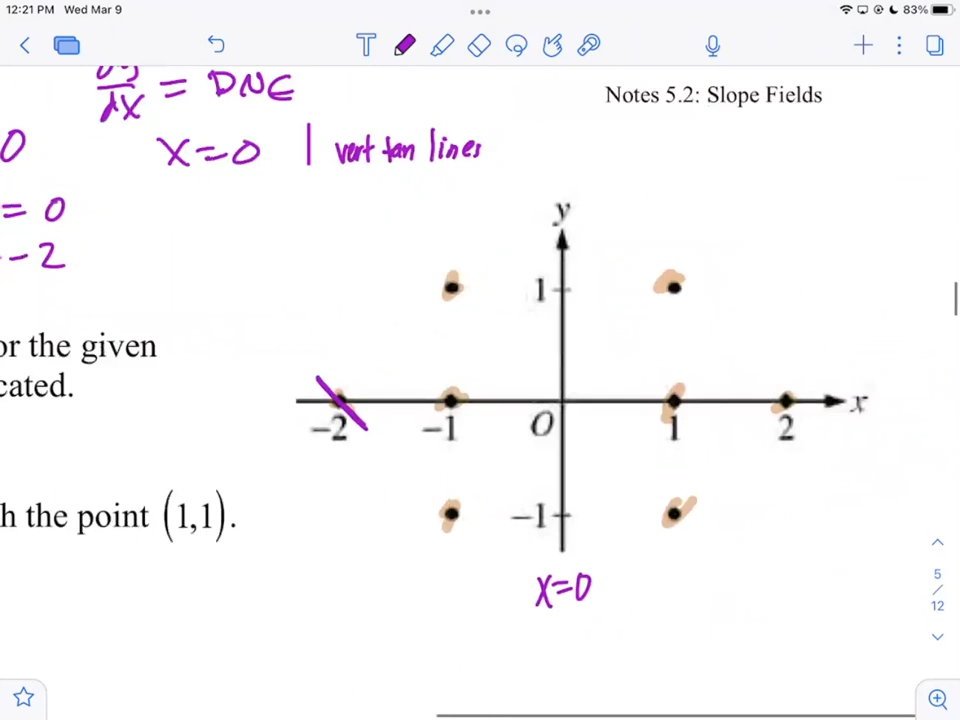 12:21 PM Wed Mar 9
83%
dx = DNE
Notes 5.2: Slope Fields
0
x=0 | vert tan lines
= 0
-2
y
1
or the given
cated.
x
-2
-1
O
1
2
-1
h the point (1,1).
x=0
5
/
12